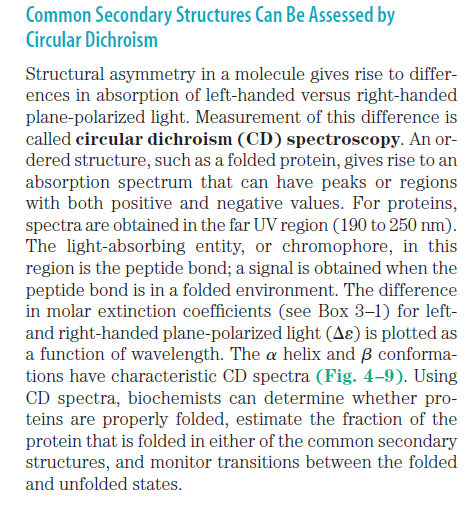 Common Secondary Structures Can Be Assessed by
Circular Dichroism
Structural asymmetry in a molecule gives rise to differ-
ences in absorption of left-handed versus right-handed
plane-polarized light. Measurement of this difference is
called circular dichroism (CD) spectroscopy. An or-
dered structure, such as a folded protein, gives rise to an
absorption spectrum that can have peaks or regions
with both positive and negative values. For proteins,
spectra are obtained in the far UV region (190 to 250 nm).
The light-absorbing entity, or chromophore, in this
region is the peptide bond; a signal is obtained when the
peptide bond is in a folded environment. The difference
in molar extinction coefficients (see Box 3–1) for left-
and right-handed plane-polarized light (Δε) is plotted as
a function of wavelength. The α helix and β conforma-
tions have characteristic CD spectra (Fig. 4–9). Using
CD spectra, biochemists can determine whether pro-
teins are properly folded, estimate the fraction of the
protein that is folded in either of the common secondary
structures, and monitor transitions between the folded
and unfolded states.